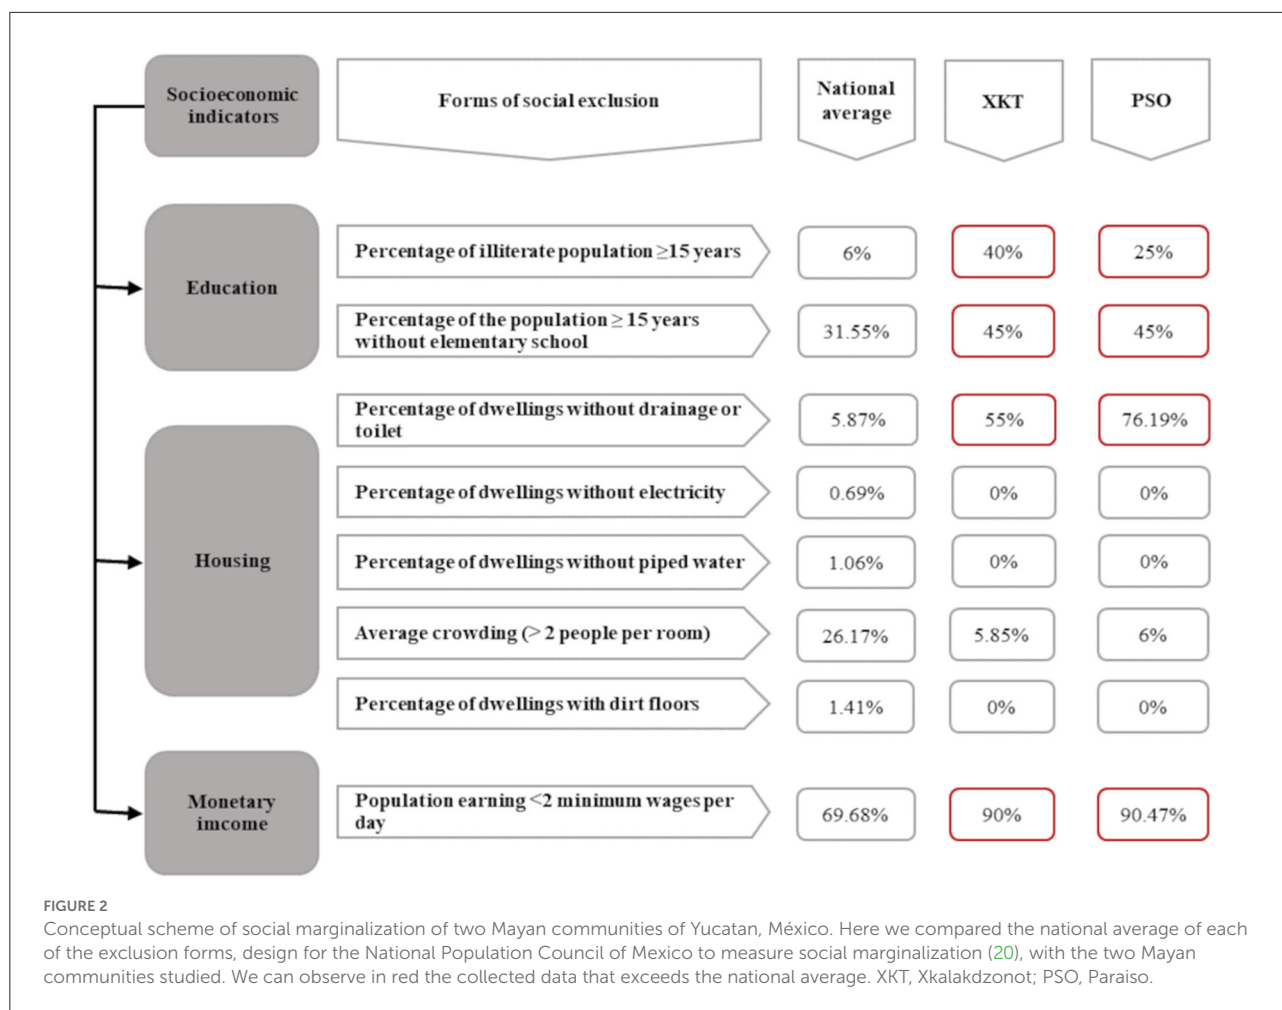 Socioeconomic
indicators
Forms of social exclusion
National
average
XKT
PSO
Education
Percentage of illiterate population ≥15 years
6%
40%
25%
Percentage of the population ≥ 15 years
without elementary school
31.55%
45%
45%
Housing
Percentage of dwellings without drainage or
toilet
5.87%
55%
76.19%
Percentage of dwellings without electricity
0.69%
0%
0%
Percentage of dwellings without piped water
1.06%
0%
0%
Average crowding (> 2 people per room)
26.17%
5.85%
6%
Percentage of dwellings with dirt floors
1.41%
0%
0%
Monetary
imcome
Population earning <2 minimum wages per
day
69.68%
90%
90.47%
FIGURE 2
Conceptual scheme of social marginalization of two Mayan communities of Yucatan, México. Here we compared the national average of each
of the exclusion forms, design for the National Population Council of Mexico to measure social marginalization (20), with the two Mayan
communities studied. We can observe in red the collected data that exceeds the national average. XKT, Xkalakdzonot; PSO, Paraiso.